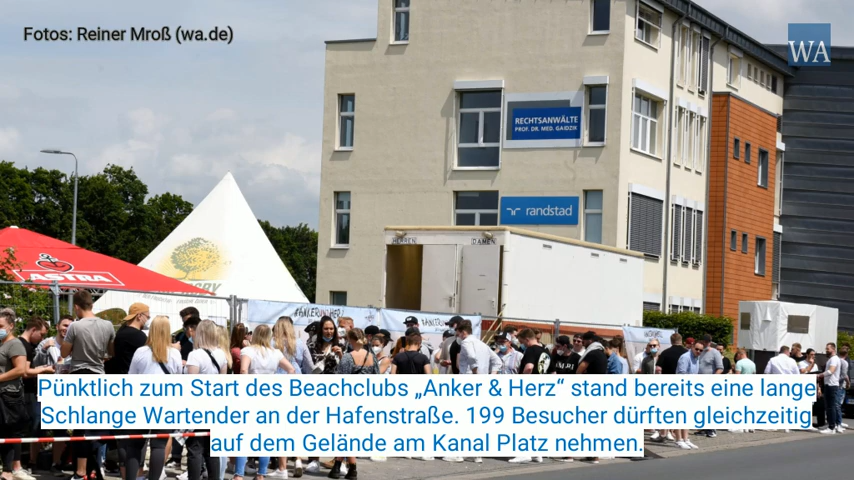 Fotos: Reiner Mroß (wa.de)
WA
RECHTSANWÄLTE
PROF. DR. MED. GAIDZIK
randstad
HERREN
DAMEN
ASTRA
Pünktlich zum Start des Beachclubs „Anker & Herz“ stand bereits eine lange
Schlange Wartender an der Hafenstraße. 199 Besucher dürften gleichzeitig
auf dem Gelände am Kanal Platz nehmen.